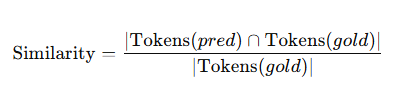 Similarity = |Tokens(pred) ∩ Tokens(gold)| / |Tokens(gold)|